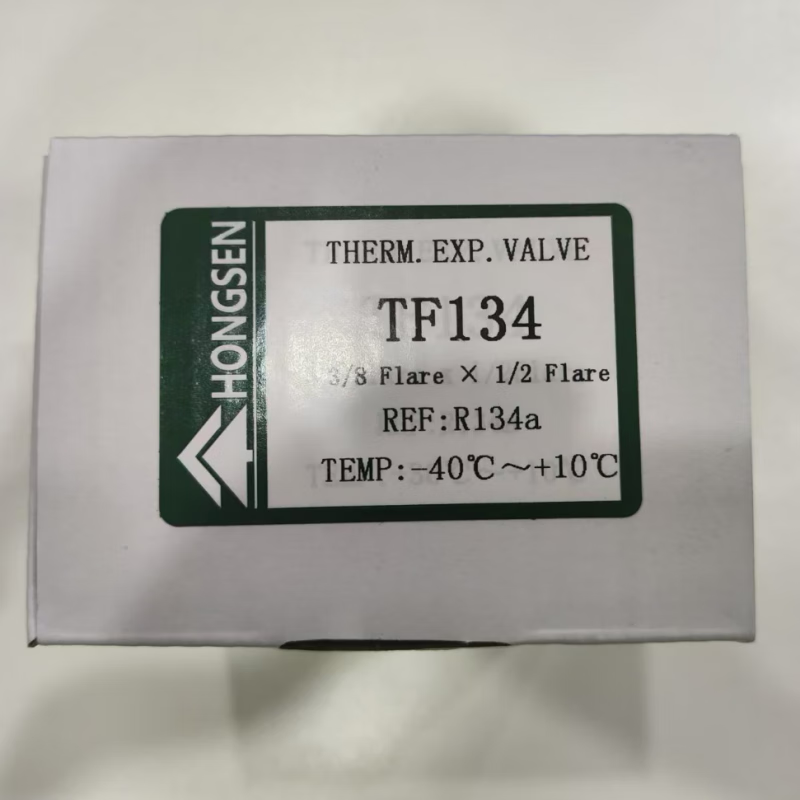 HONGSEN
THERM. EXP. VALVE
TF134
3/8 Flare × 1/2 Flare
REF:R134a
TEMP:-40℃～+10℃